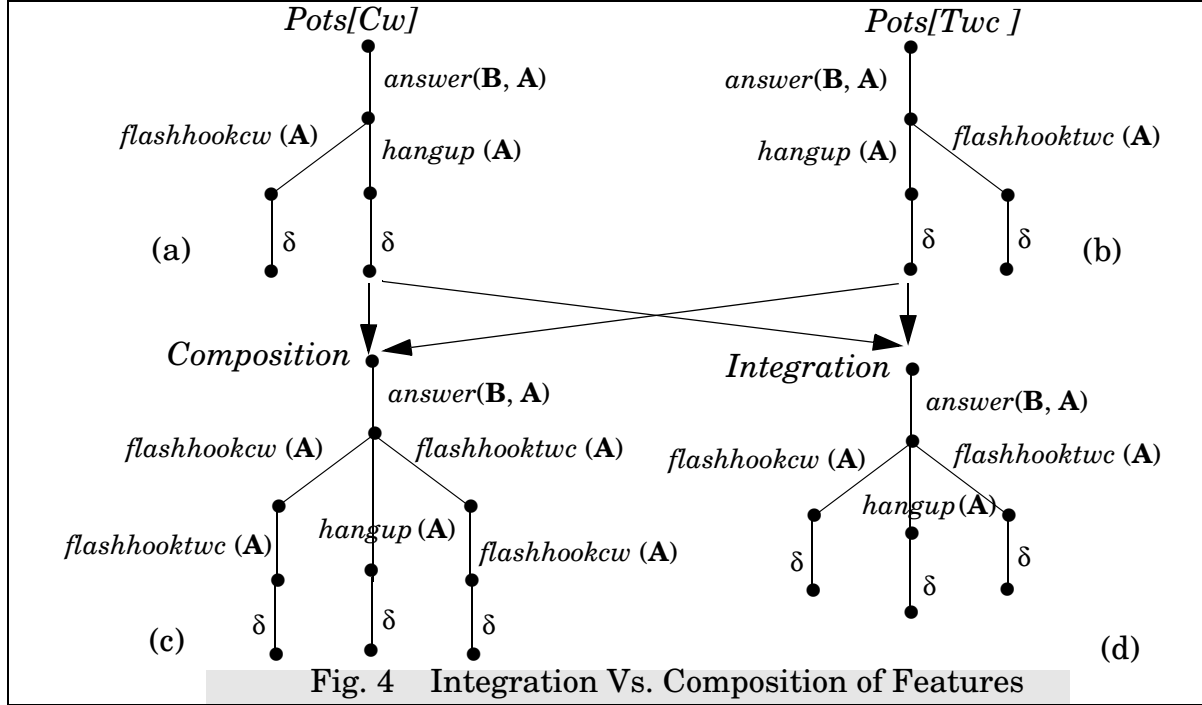 Pots[Cw]
Pots[Twc ]
answer(B, A)
answer(B, A)
flashhookcw (A)
hangup (A)
hangup (A)
flashhooktwc (A)
(a)
δ
δ
δ
δ
(b)
Composition
Integration
answer(B, A)
answer(B, A)
flashhookcw (A)
flashhooktwc (A)
flashhookcw (A)
flashhooktwc (A)
flashhooktwc (A)
hangup (A)
flashhookcw (A)
hangup (A)
δ
δ
δ
(c)
δ
δ
δ
(d)
Fig. 4 Integration Vs. Composition of Features